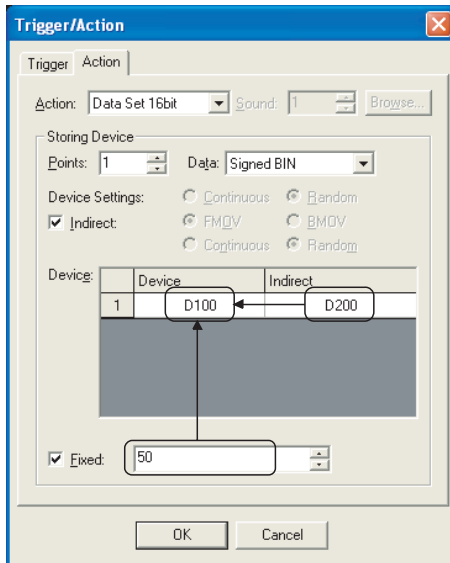 Trigger/Action
Trigger Action
Action: Data Set 16bit Sound: 1 Browse...
Storing Device
Points: 1 Data: Signed BIN
Device Settings: Continuous Random
Indirect: FMOV BMOV
Continuous Random
Device: Device Indirect
1 D100 D200
Fixed: 50
OK Cancel